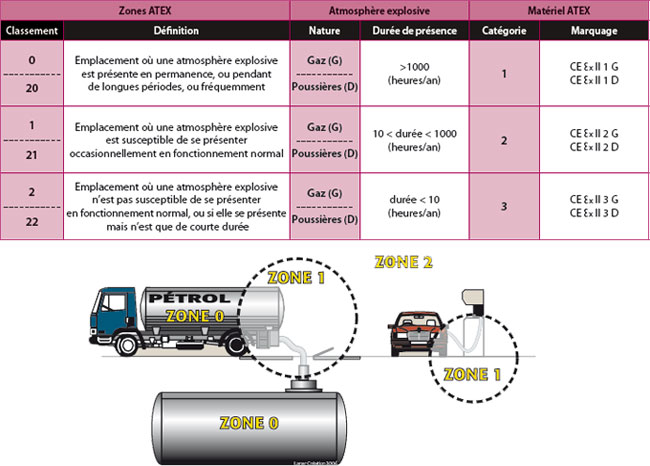 Zones ATEX Atmosphère explosive Matériel ATEX
Classement Définition Nature Durée de présence Catégorie Marquage
0
20
Emplacement où une atmosphère explosive
est présente en permanence, ou pendant
de longues périodes, ou fréquemment
Gaz (G)
Poussières (D)
>1000
(heures/an)
1
CE Ɛx II 1 G
CE Ɛx II 1 D
1
21
Emplacement où une atmosphère explosive
est susceptible de se présenter
occasionnellement en fonctionnement normal
Gaz (G)
Poussières (D)
10 < durée < 1000
(heures/an)
2
CE Ɛx II 2 G
CE Ɛx II 2 D
2
22
Emplacement où une atmosphère explosive
n'est pas susceptible de se présenter
en fonctionnement normal, ou si elle se présente
mais n'est que de courte durée
Gaz (G)
Poussières (D)
durée < 10
(heures/an)
3
CE Ɛx II 3 G
CE Ɛx II 3 D
ZONE 2
ZONE 1
PÉTROL
ZONE 0
ZONE 1
ZONE 0